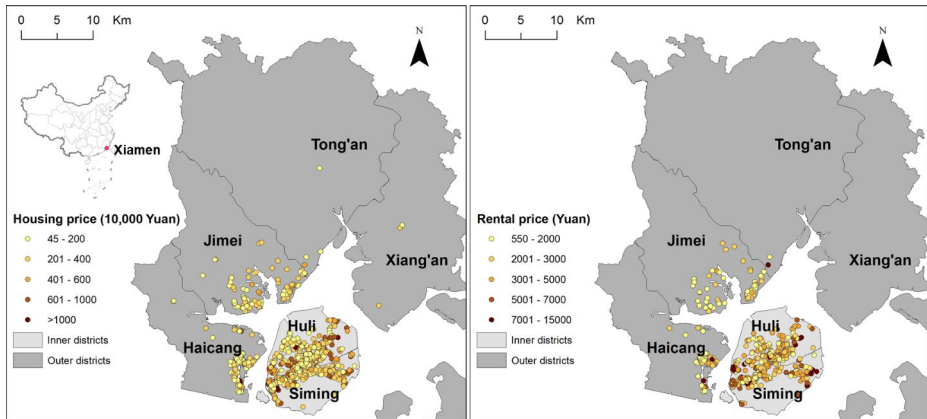 0 5 10 Km
N
Xiamen
Tong'an
Housing price (10,000 Yuan)
45 - 200
201 - 400
401 - 600
601 - 1000
>1000
Inner districts
Outer districts
Jimei
Xiang'an
Huli
Haicang
Siming
0 5 10 Km
N
Tong'an
Rental price (Yuan)
550 - 2000
2001 - 3000
3001 - 5000
5001 - 7000
7001 - 15000
Inner districts
Outer districts
Jimei
Xiang'an
Huli
Haicang
Siming